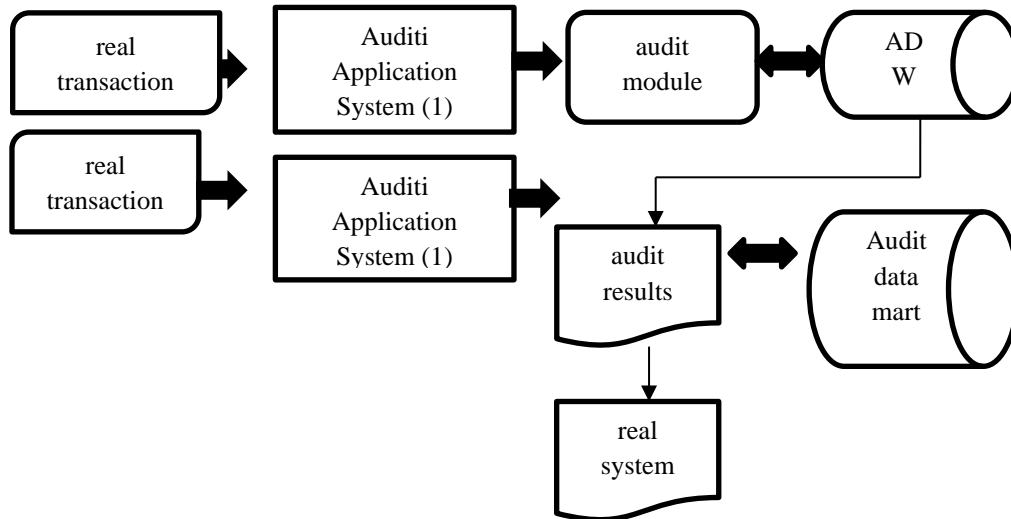 real
transaction
Auditi
Application
System (1)
audit
module
AD
W
real
transaction
Auditi
Application
System (1)
audit
results
Audit
data
mart
real
system